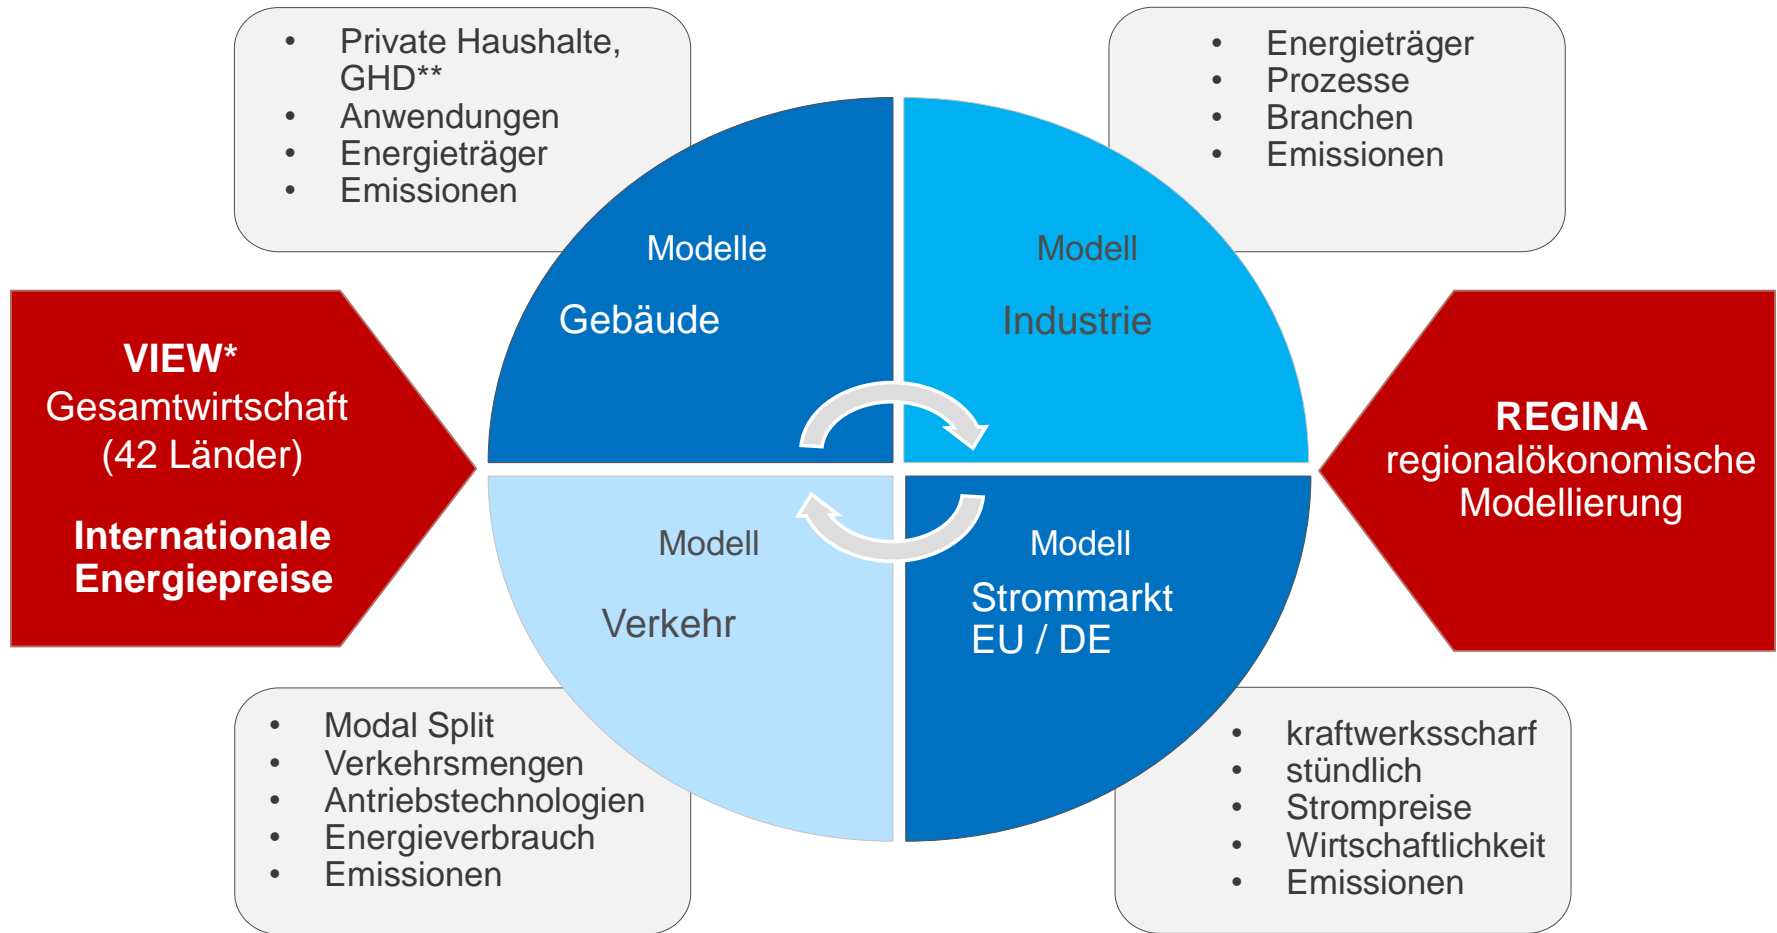 • Private Haushalte,
GHD**
• Anwendungen
• Energieträger
• Emissionen
• Energieträger
• Prozesse
• Branchen
• Emissionen
Modelle
Gebäude
Modell
Industrie
VIEW*
Gesamtwirtschaft
(42 Länder)
Internationale
Energiepreise
REGINA
regionalökonomische
Modellierung
Modell
Verkehr
Modell
Strommarkt
EU / DE
• Modal Split
• Verkehrsmengen
• Antriebstechnologien
• Energieverbrauch
• Emissionen
• kraftwerksscharf
• stündlich
• Strompreise
• Wirtschaftlichkeit
• Emissionen